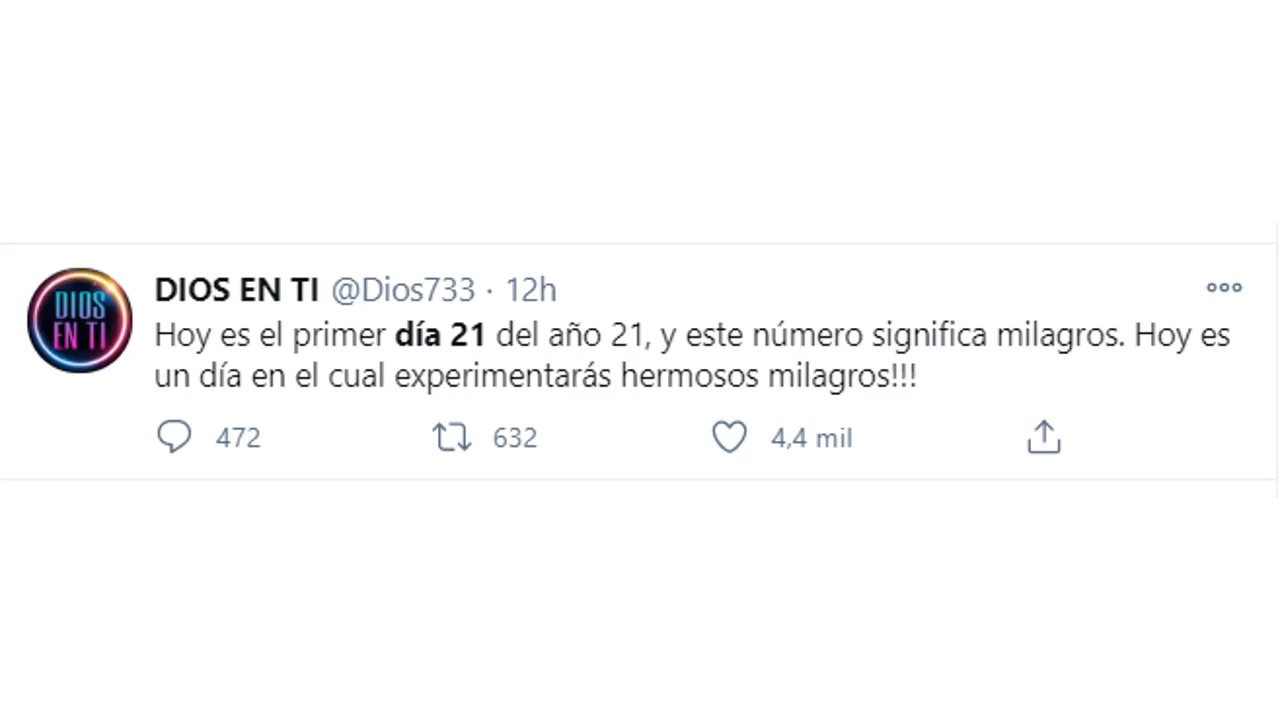 DIOS EN TI
DIOS EN TI @Dios733 · 12h
Hoy es el primer día 21 del año 21, y este número significa milagros. Hoy es
un día en el cual experimentarás hermosos milagros!!!
472 632 4,4 mil